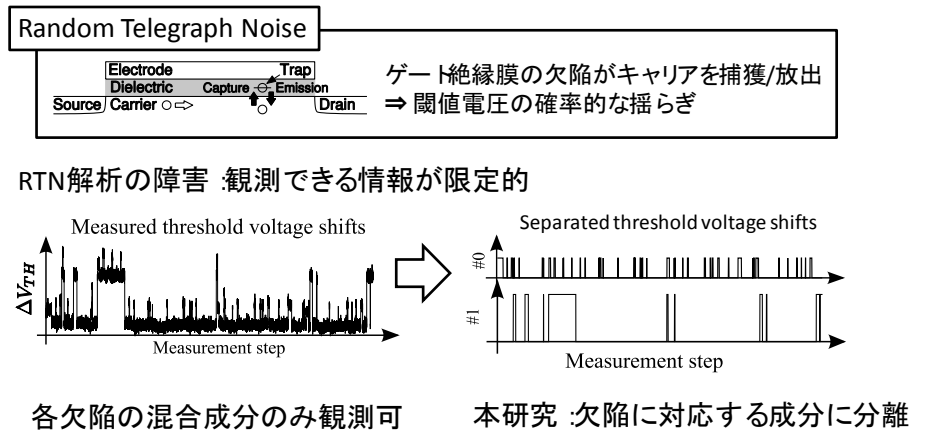 Random Telegraph Noise
Electrode Trap
Dielectric Capture Emission
Source Carrier Drain
ゲート絶縁膜の欠陥がキャリアを捕獲/放出
⇒ 閾値電圧の確率的な揺らぎ
RTN解析の障害 :観測できる情報が限定的
Measured threshold voltage shifts
ΔVTH
Measurement step
Separated threshold voltage shifts
#0
#1
Measurement step
各欠陥の混合成分のみ観測可
本研究 :欠陥に対応する成分に分離